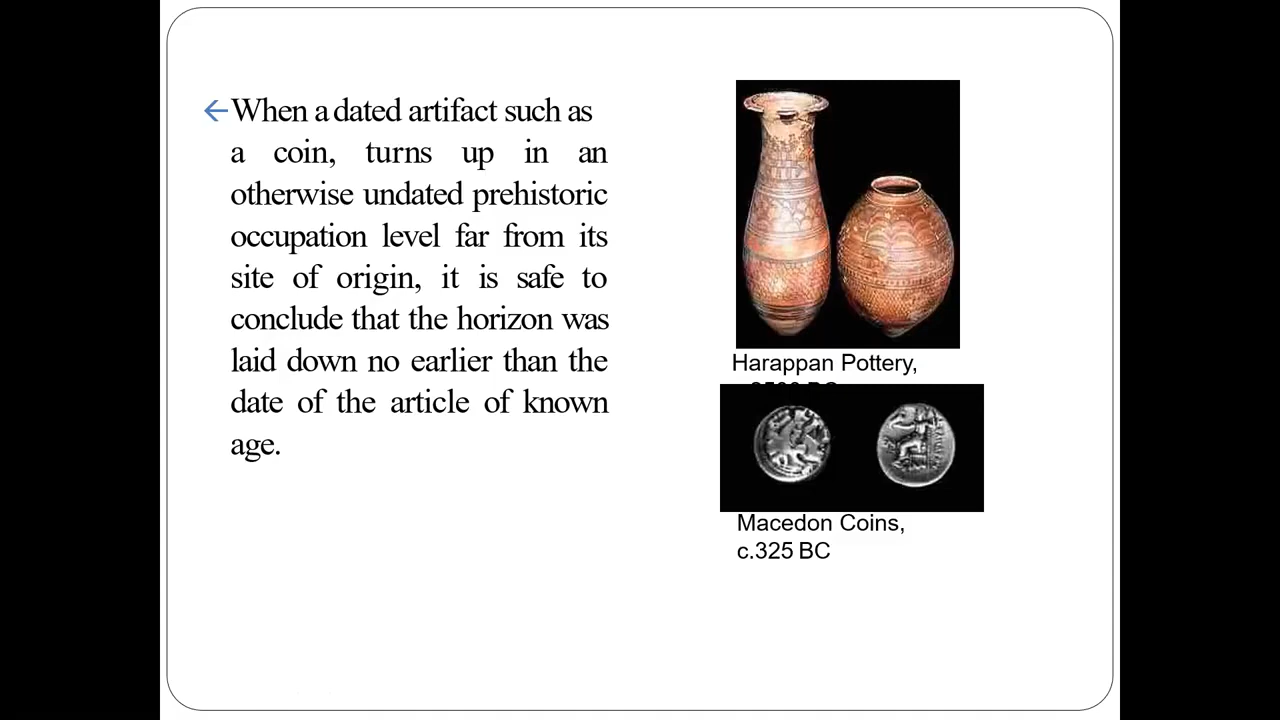 When a dated artifact such as
a coin, turns up in an
otherwise undated prehistoric
occupation level far from its
site of origin, it is safe to
conclude that the horizon was
laid down no earlier than the
date of the article of known
age.
Harappan Pottery,
Macedon Coins,
c.325 BC